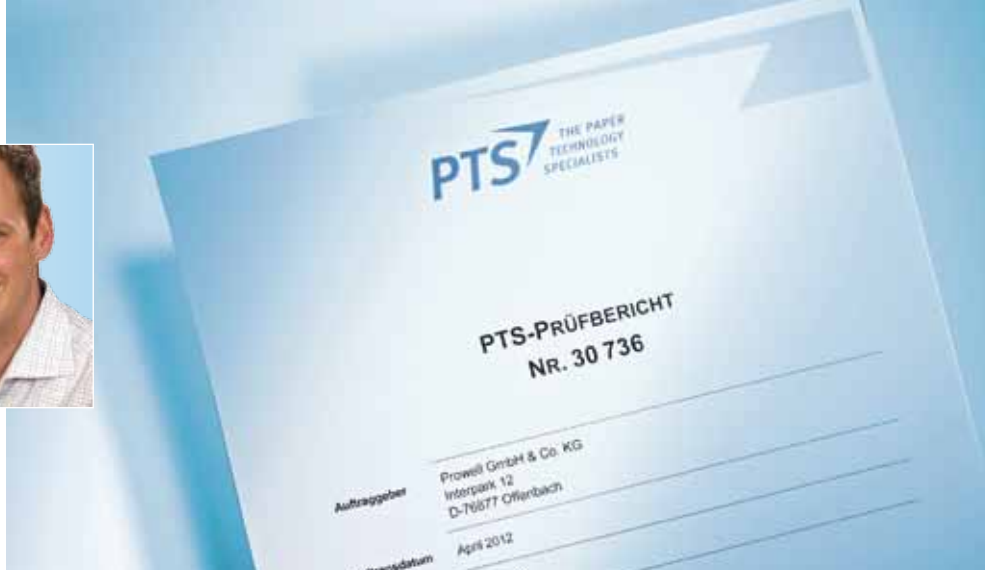 PTS
THE PAPER
TECHNOLOGY
SPECIALISTS
PTS-PRÜFBERICHT
NR. 30 736
Auftraggeber
Prowell GmbH & Co. KG
Interpark 12
D-76877 Offenbach
April 2012